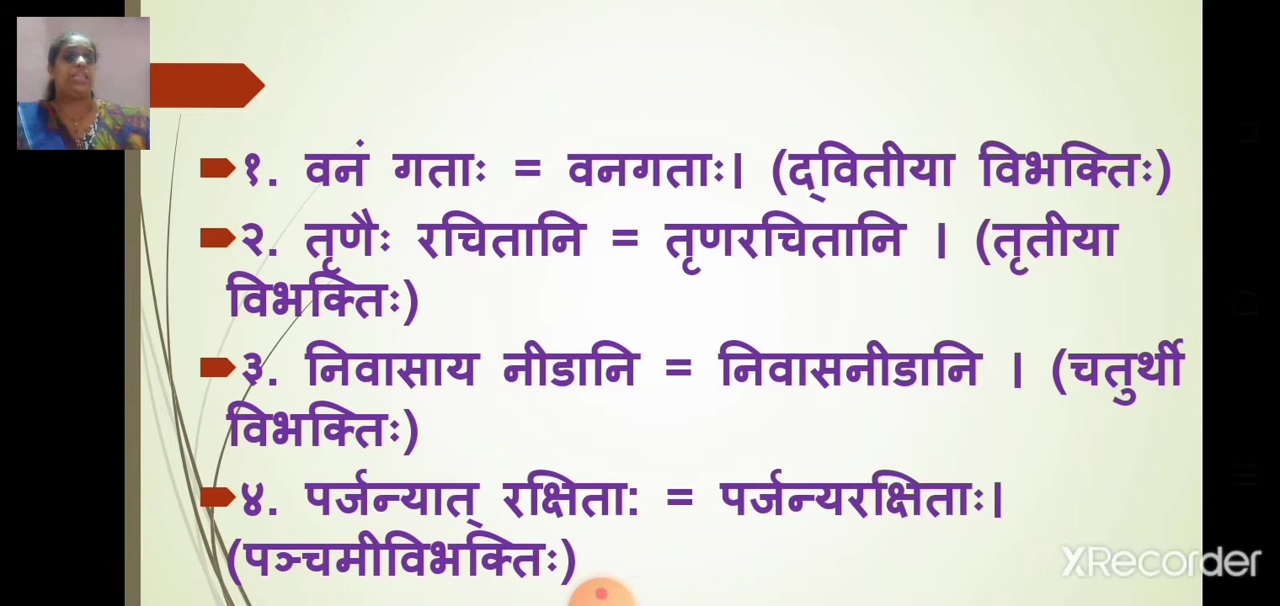 १. वनं गताः = वनगताः। (द्‌वितीया विभक्तिः)
२. तृणैः रचितानि = तृणरचितानि । (तृतीया
विभक्तिः)
३. निवासाय नीडानि = निवासनीडानि । (चतुर्थी
विभक्तिः)
४. पर्जन्यात् रक्षिता: = पर्जन्यरक्षिताः।
(पञ्चमीविभक्तिः)
XRecorder